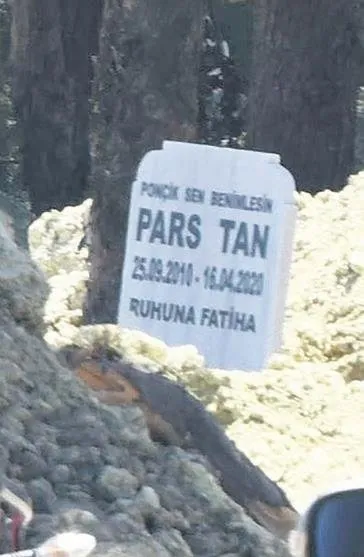 PONÇİK SEN BENİMLESİN
PARS TAN
25.09.2010 - 16.04.2020
RUHUNA FATİHA